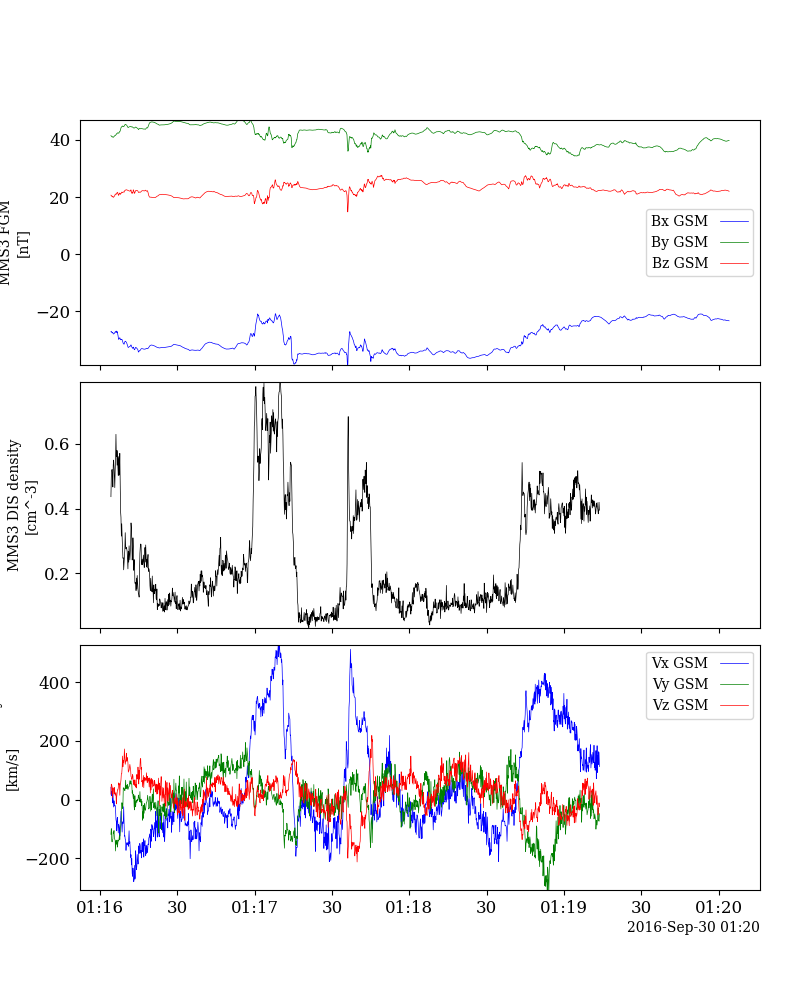 40
20
0
−20
MMS3 FGM
[nT]
Bx GSM
By GSM
Bz GSM
0.6
0.4
0.2
MMS3 DIS density
[cm^-3]
400
200
0
−200
[km/s]
Vx GSM
Vy GSM
Vz GSM
01:16 30 01:17 30 01:18 30 01:19 30 01:20
2016-Sep-30 01:20